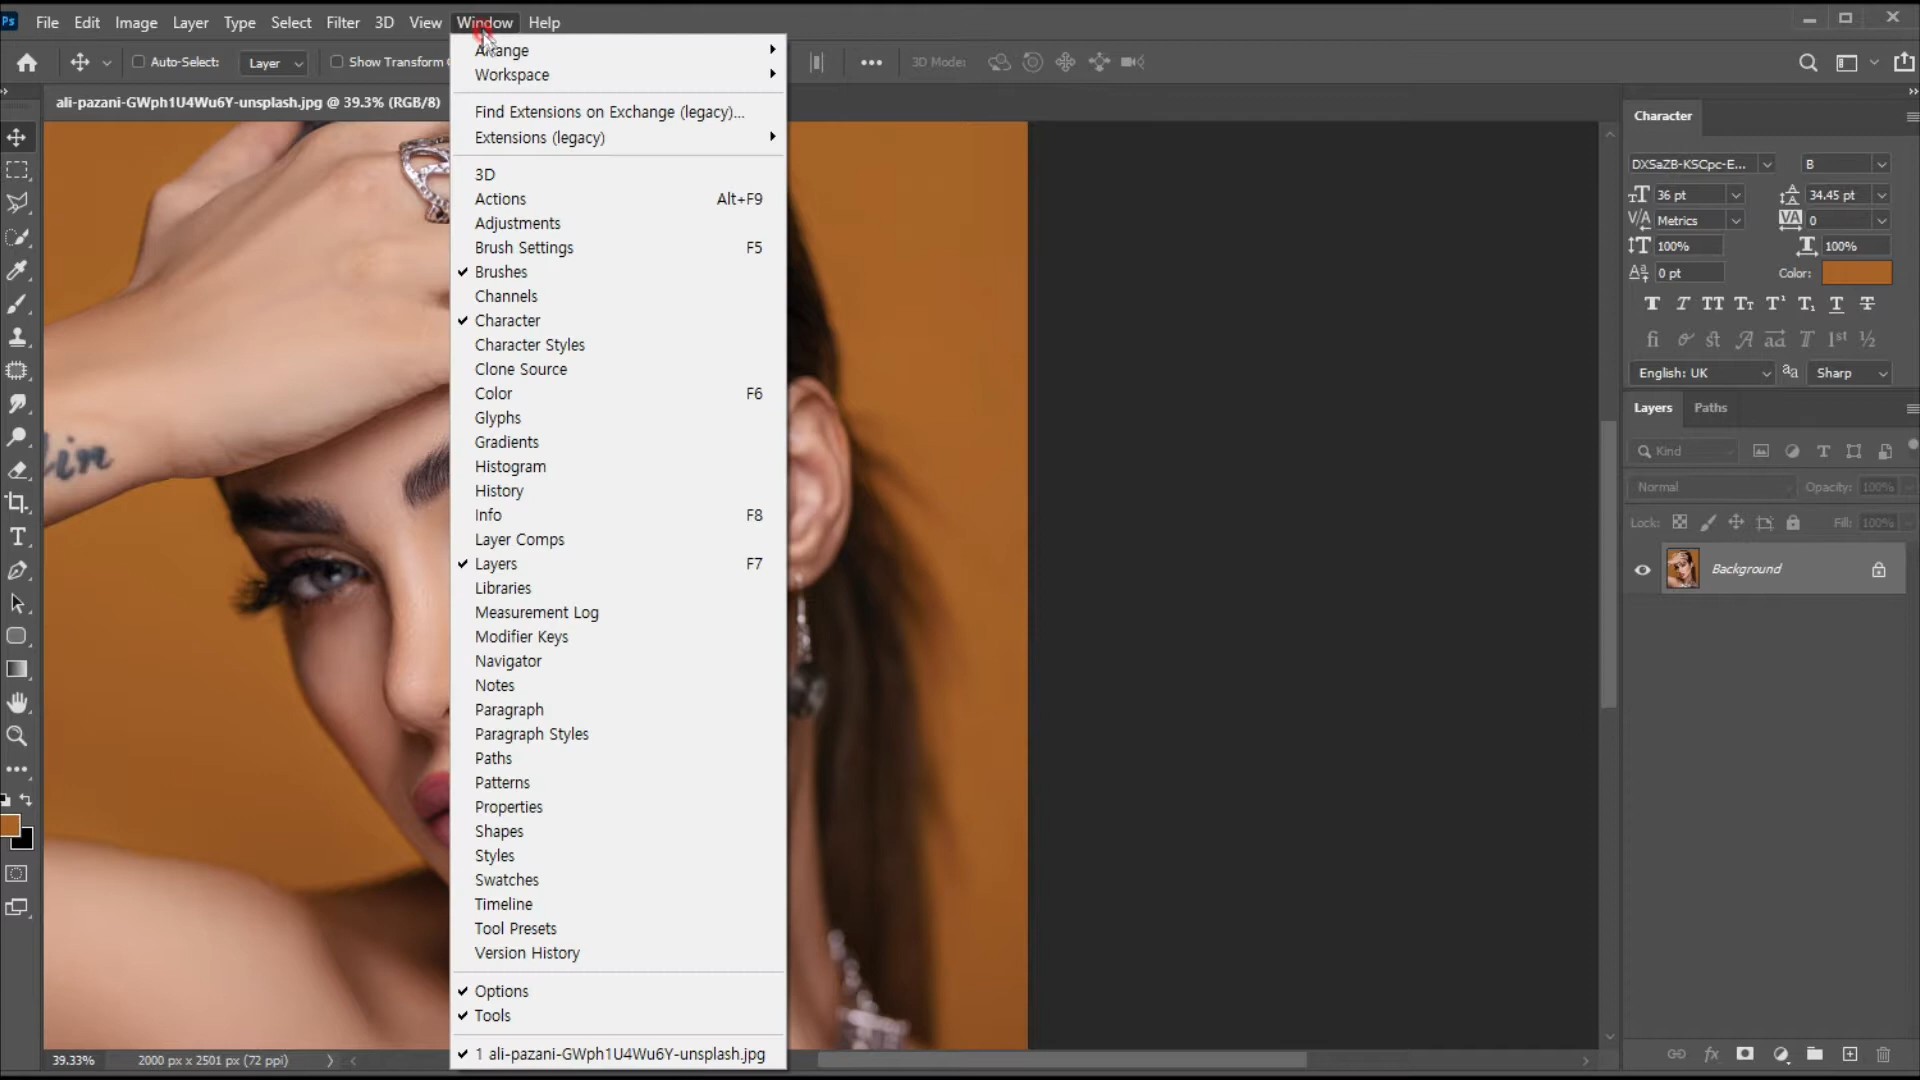 Ps File Edit Image Layer Type Select Filter 3D View Window Help
Auto-Select: Layer Show Transform
3D Mode:
ali-pazani-GWph1U4Wu6Y-unsplash.jpg @ 39.3% (RGB/8)
Arrange
Workspace
Find Extensions on Exchange (legacy)...
Extensions (legacy)
3D
Actions Alt+F9
Adjustments
Brush Settings F5
Brushes
Channels
Character
Character Styles
Clone Source
Color F6
Glyphs
Gradients
Histogram
History
Info F8
Layer Comps
Layers F7
Libraries
Measurement Log
Modifier Keys
Navigator
Notes
Paragraph
Paragraph Styles
Paths
Patterns
Properties
Shapes
Styles
Swatches
Timeline
Tool Presets
Version History
Options
Tools
1 ali-pazani-GWph1U4Wu6Y-unsplash.jpg
39.33% 2000 px x 2501 px (72 ppi)
Character
DXSaZB-KSCpc-E... B
36 pt 34.45 pt
Metrics 0
100% 100%
0 pt Color:
English: UK aa Sharp
Layers Paths
Kind
Normal Opacity: 100%
Lock: Fill: 100%
Background